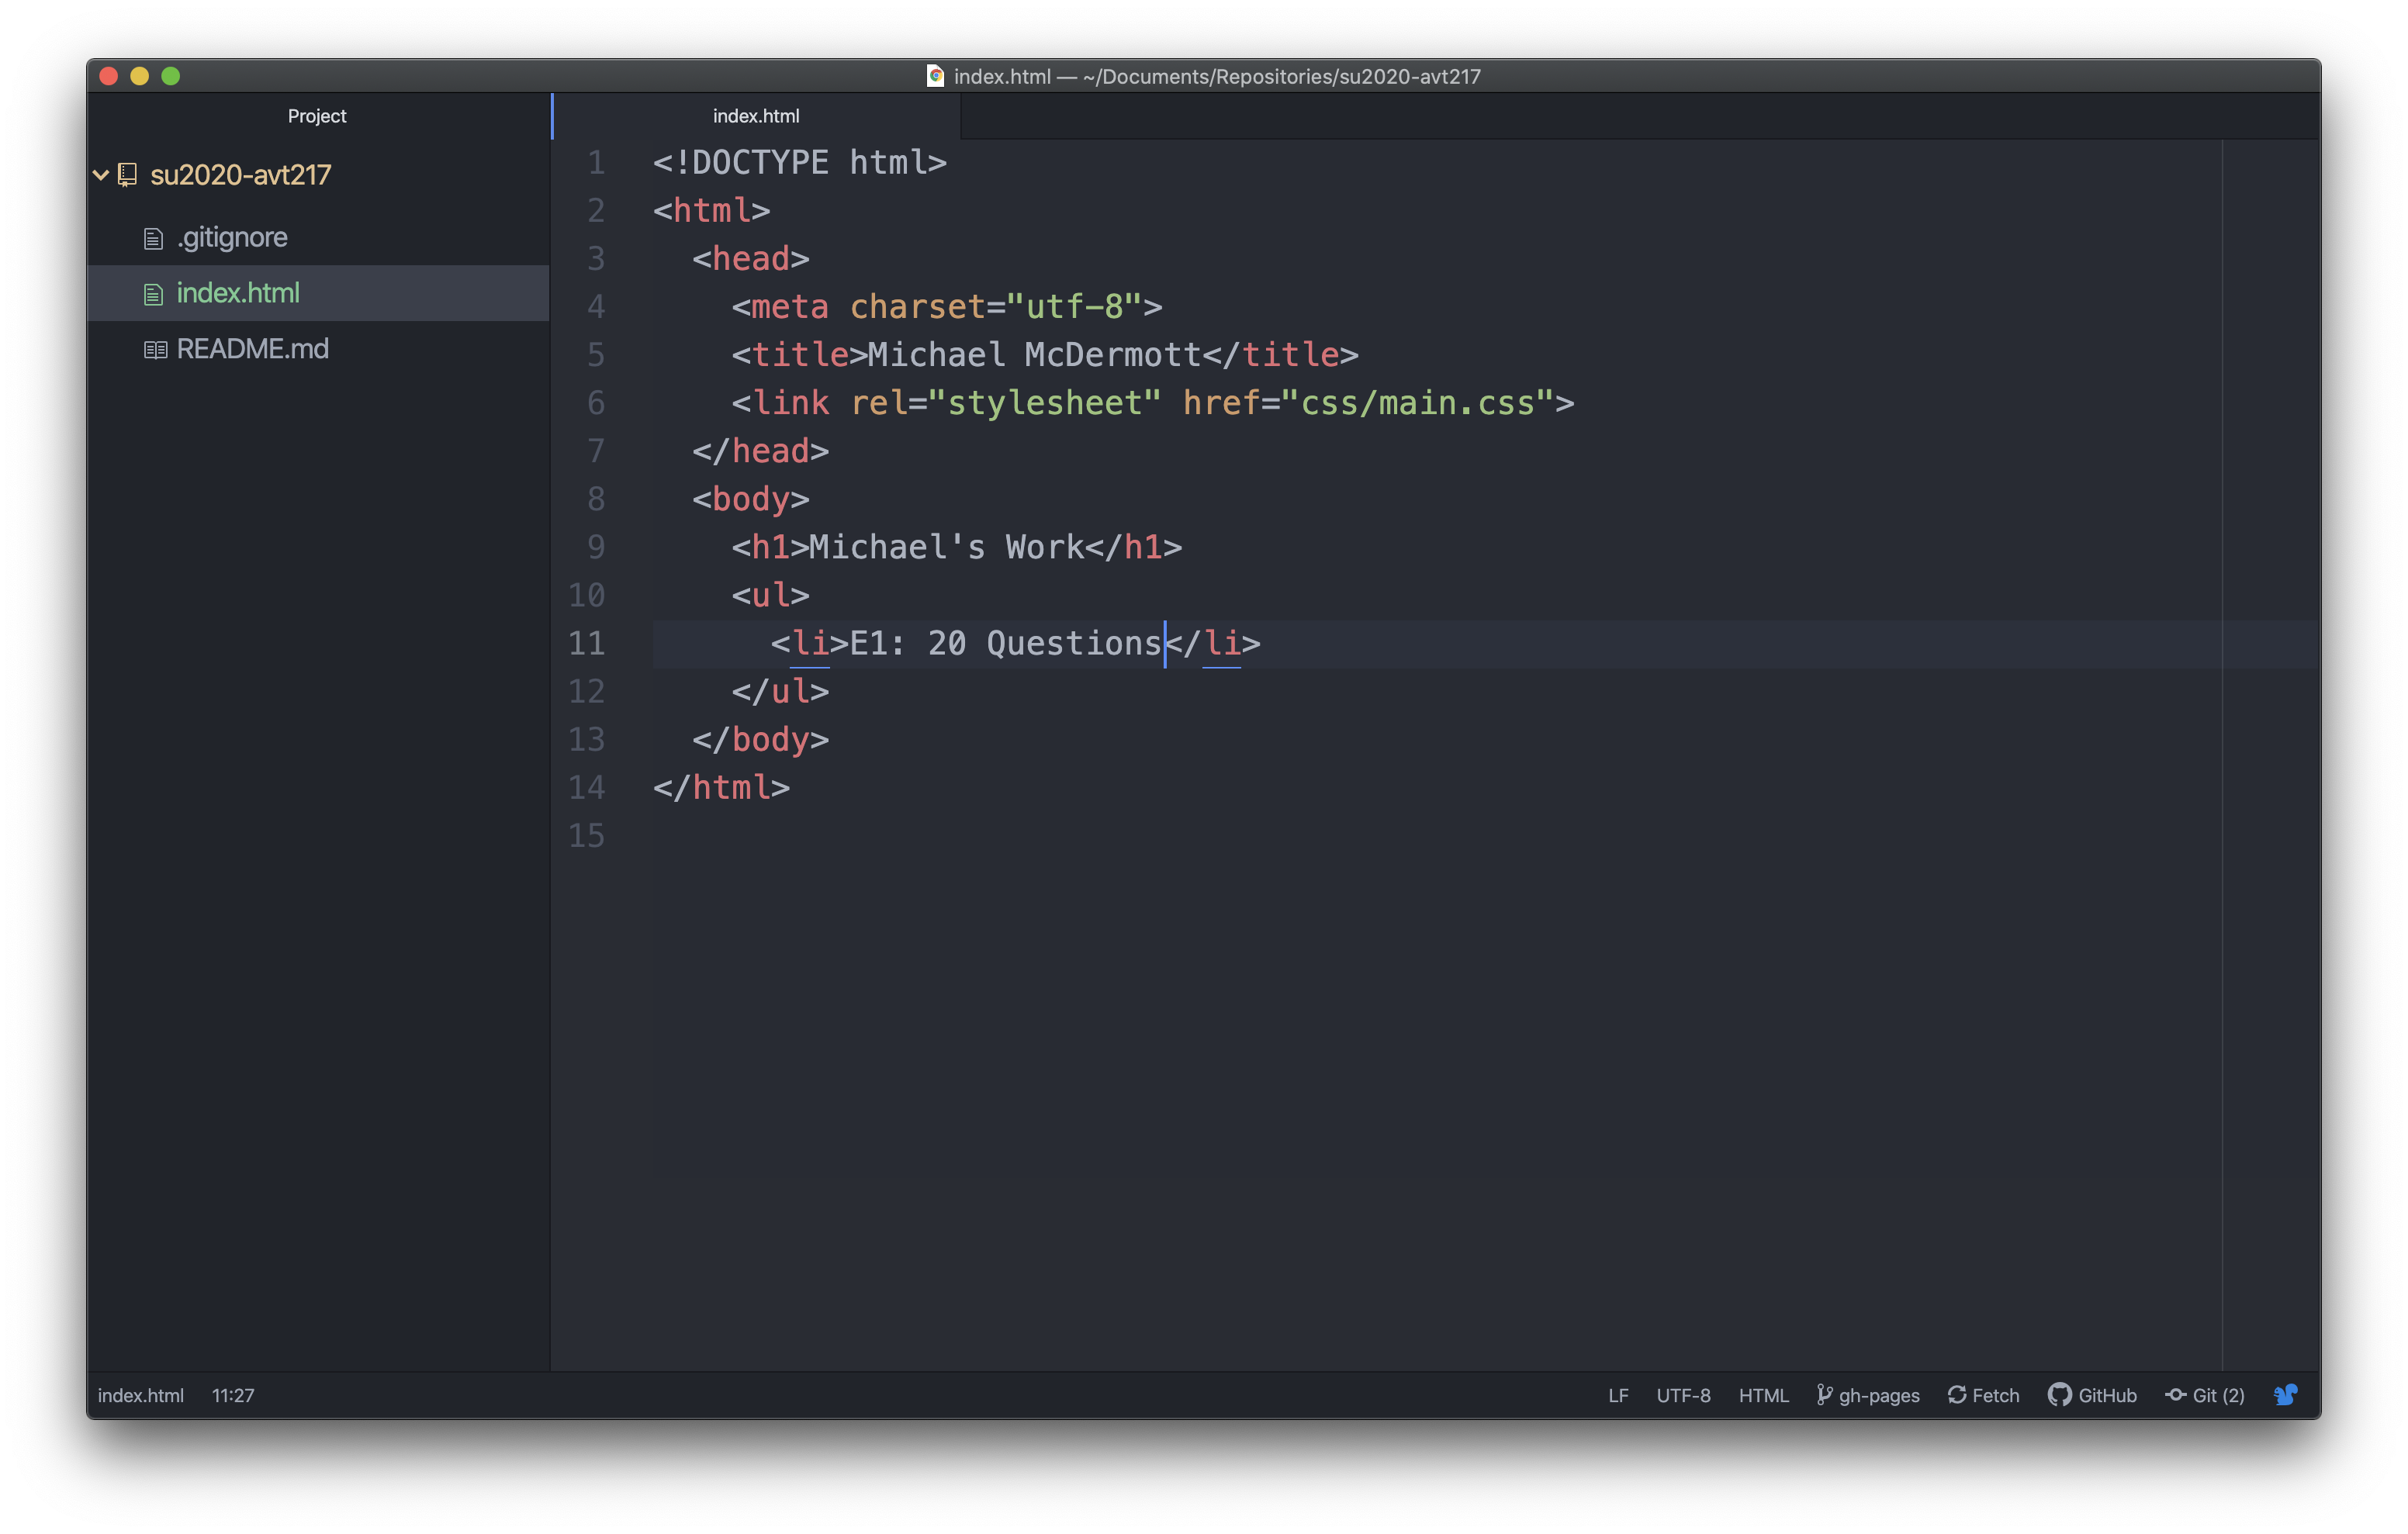 index.html — ~/Documents/Repositories/su2020-avt217
Project
su2020-avt217
.gitignore
index.html
README.md
index.html
1 <!DOCTYPE html>
2 <html>
3   <head>
4     <meta charset="utf-8">
5     <title>Michael McDermott</title>
6     <link rel="stylesheet" href="css/main.css">
7   </head>
8   <body>
9     <h1>Michael's Work</h1>
10     <ul>
11       <li>E1: 20 Questions</li>
12     </ul>
13   </body>
14 </html>
15
index.html 11:27 LF UTF-8 HTML gh-pages Fetch GitHub Git (2)